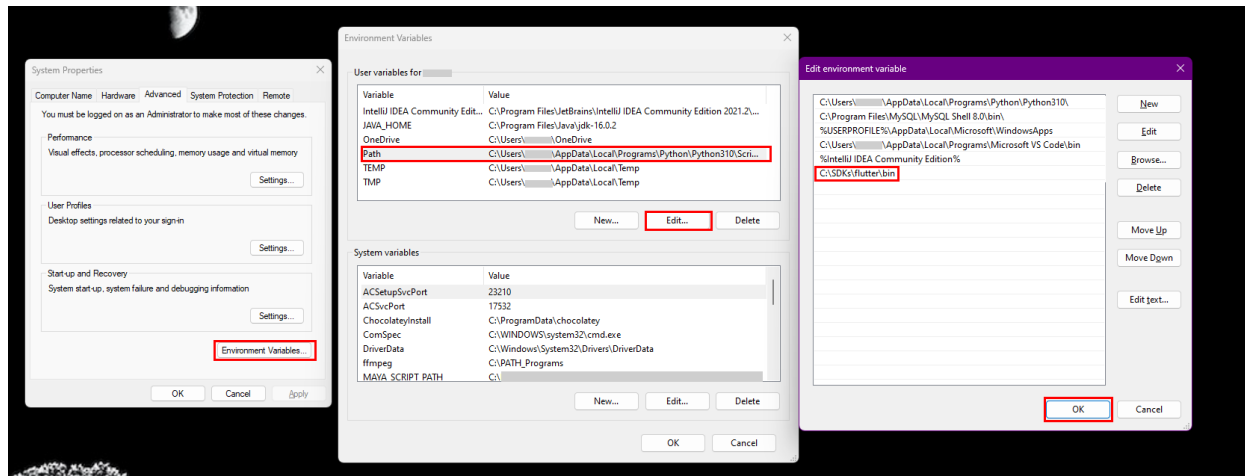 System Properties
Computer Name Hardware Advanced System Protection Remote
You must be logged on as an Administrator to make most of these changes.
Performance
Visual effects, processor scheduling, memory usage and virtual memory
Settings...
User Profiles
Desktop settings related to your sign-in
Settings...
Start-up and Recovery
System start-up, system failure and debugging information
Settings...
Environment Variables...
OK Cancel Apply
Environment Variables
User variables for
Variable Value
IntelliJ IDEA Community Edit... C:\Program Files\JetBrains\IntelliJ IDEA Community Edition 2021.2\...
JAVA_HOME C:\Program Files\Java\jdk-16.0.2
OneDrive C:\Users\ \OneDrive
Path C:\Users\ \AppData\Local\Programs\Python\Python310\Scri...
TEMP C:\Users\ \AppData\Local\Temp
TMP C:\Users\ \AppData\Local\Temp
New... Edit... Delete
System variables
Variable Value
ACSetupSvcPort 23210
ACSvcPort 17532
ChocolateyInstall C:\ProgramData\chocolatey
ComSpec C:\WINDOWS\system32\cmd.exe
DriverData C:\Windows\System32\Drivers\DriverData
ffmpeg C:\PATH_Programs
MAYA_SCRIPT_PATH C:\
New... Edit... Delete
OK Cancel
Edit environment variable
C:\Users\ \AppData\Local\Programs\Python\Python310\
C:\Program Files\MySQL\MySQL Shell 8.0\bin\
%USERPROFILE%\AppData\Local\Microsoft\WindowsApps
C:\Users\ \AppData\Local\Programs\Microsoft VS Code\bin
%IntelliJ IDEA Community Edition%
C:\SDKs\flutter\bin
New
Edit
Browse...
Delete
Move Up
Move Down
Edit text...
OK Cancel